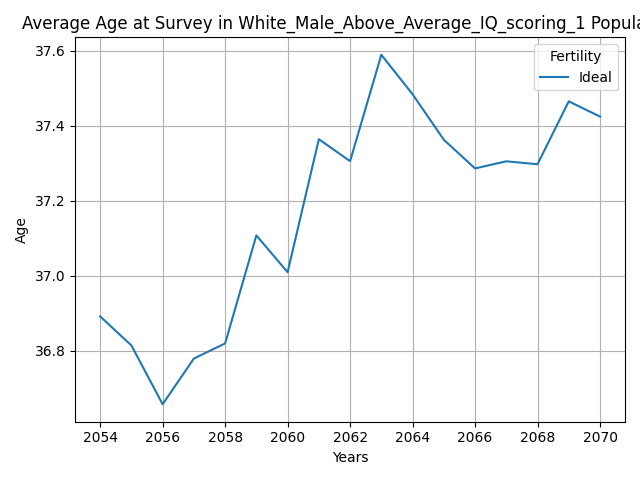 Average Age at Survey in White_Male_Above_Average_IQ_scoring_1 Popula
37.6
37.4
37.2
37.0
36.8
Age
Fertility
Ideal
2054 2056 2058 2060 2062 2064 2066 2068 2070
Years